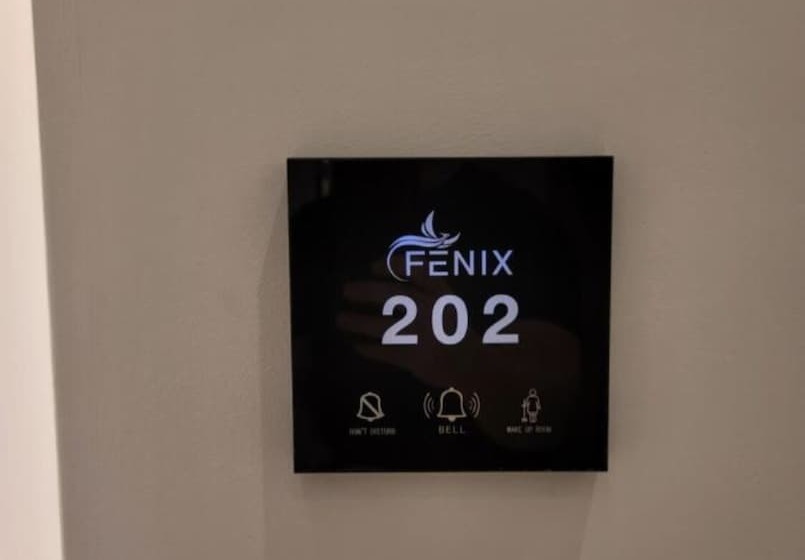 FENIX
202
DON'T DISTURB
BELL
MAKE UP ROOM